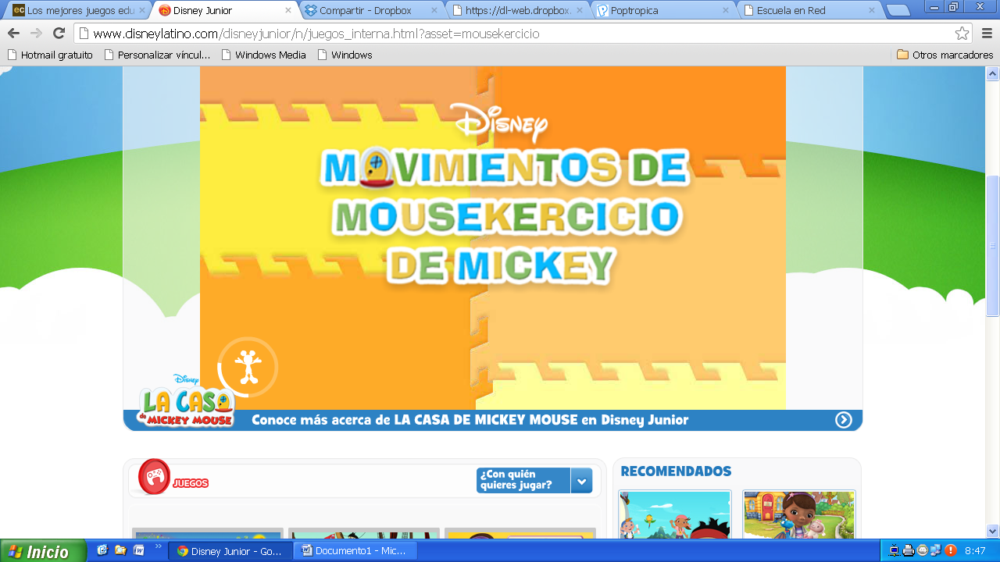 Los mejores juegos edu
Disney Junior
Compartir - Dropbox
https://dl-web.dropbox.
Poptropica
Escuela en Red
www.disneylatino.com/disneyjunior/n/juegos_interna.html?asset=mousekercicio
Hotmail gratuito
Personalizar víncul...
Windows Media
Windows
Otros marcadores
Disney
MOVIMIENTOS DE
MOUSEKERCICIO
DE MICKEY
Disney
LA CASA
de MICKEY MOUSE
Conoce más acerca de LA CASA DE MICKEY MOUSE en Disney Junior
JUEGOS
¿Con quién
quieres jugar?
RECOMENDADOS
Inicio
Disney Junior - Go...
Documento1 - Mic...
8:47